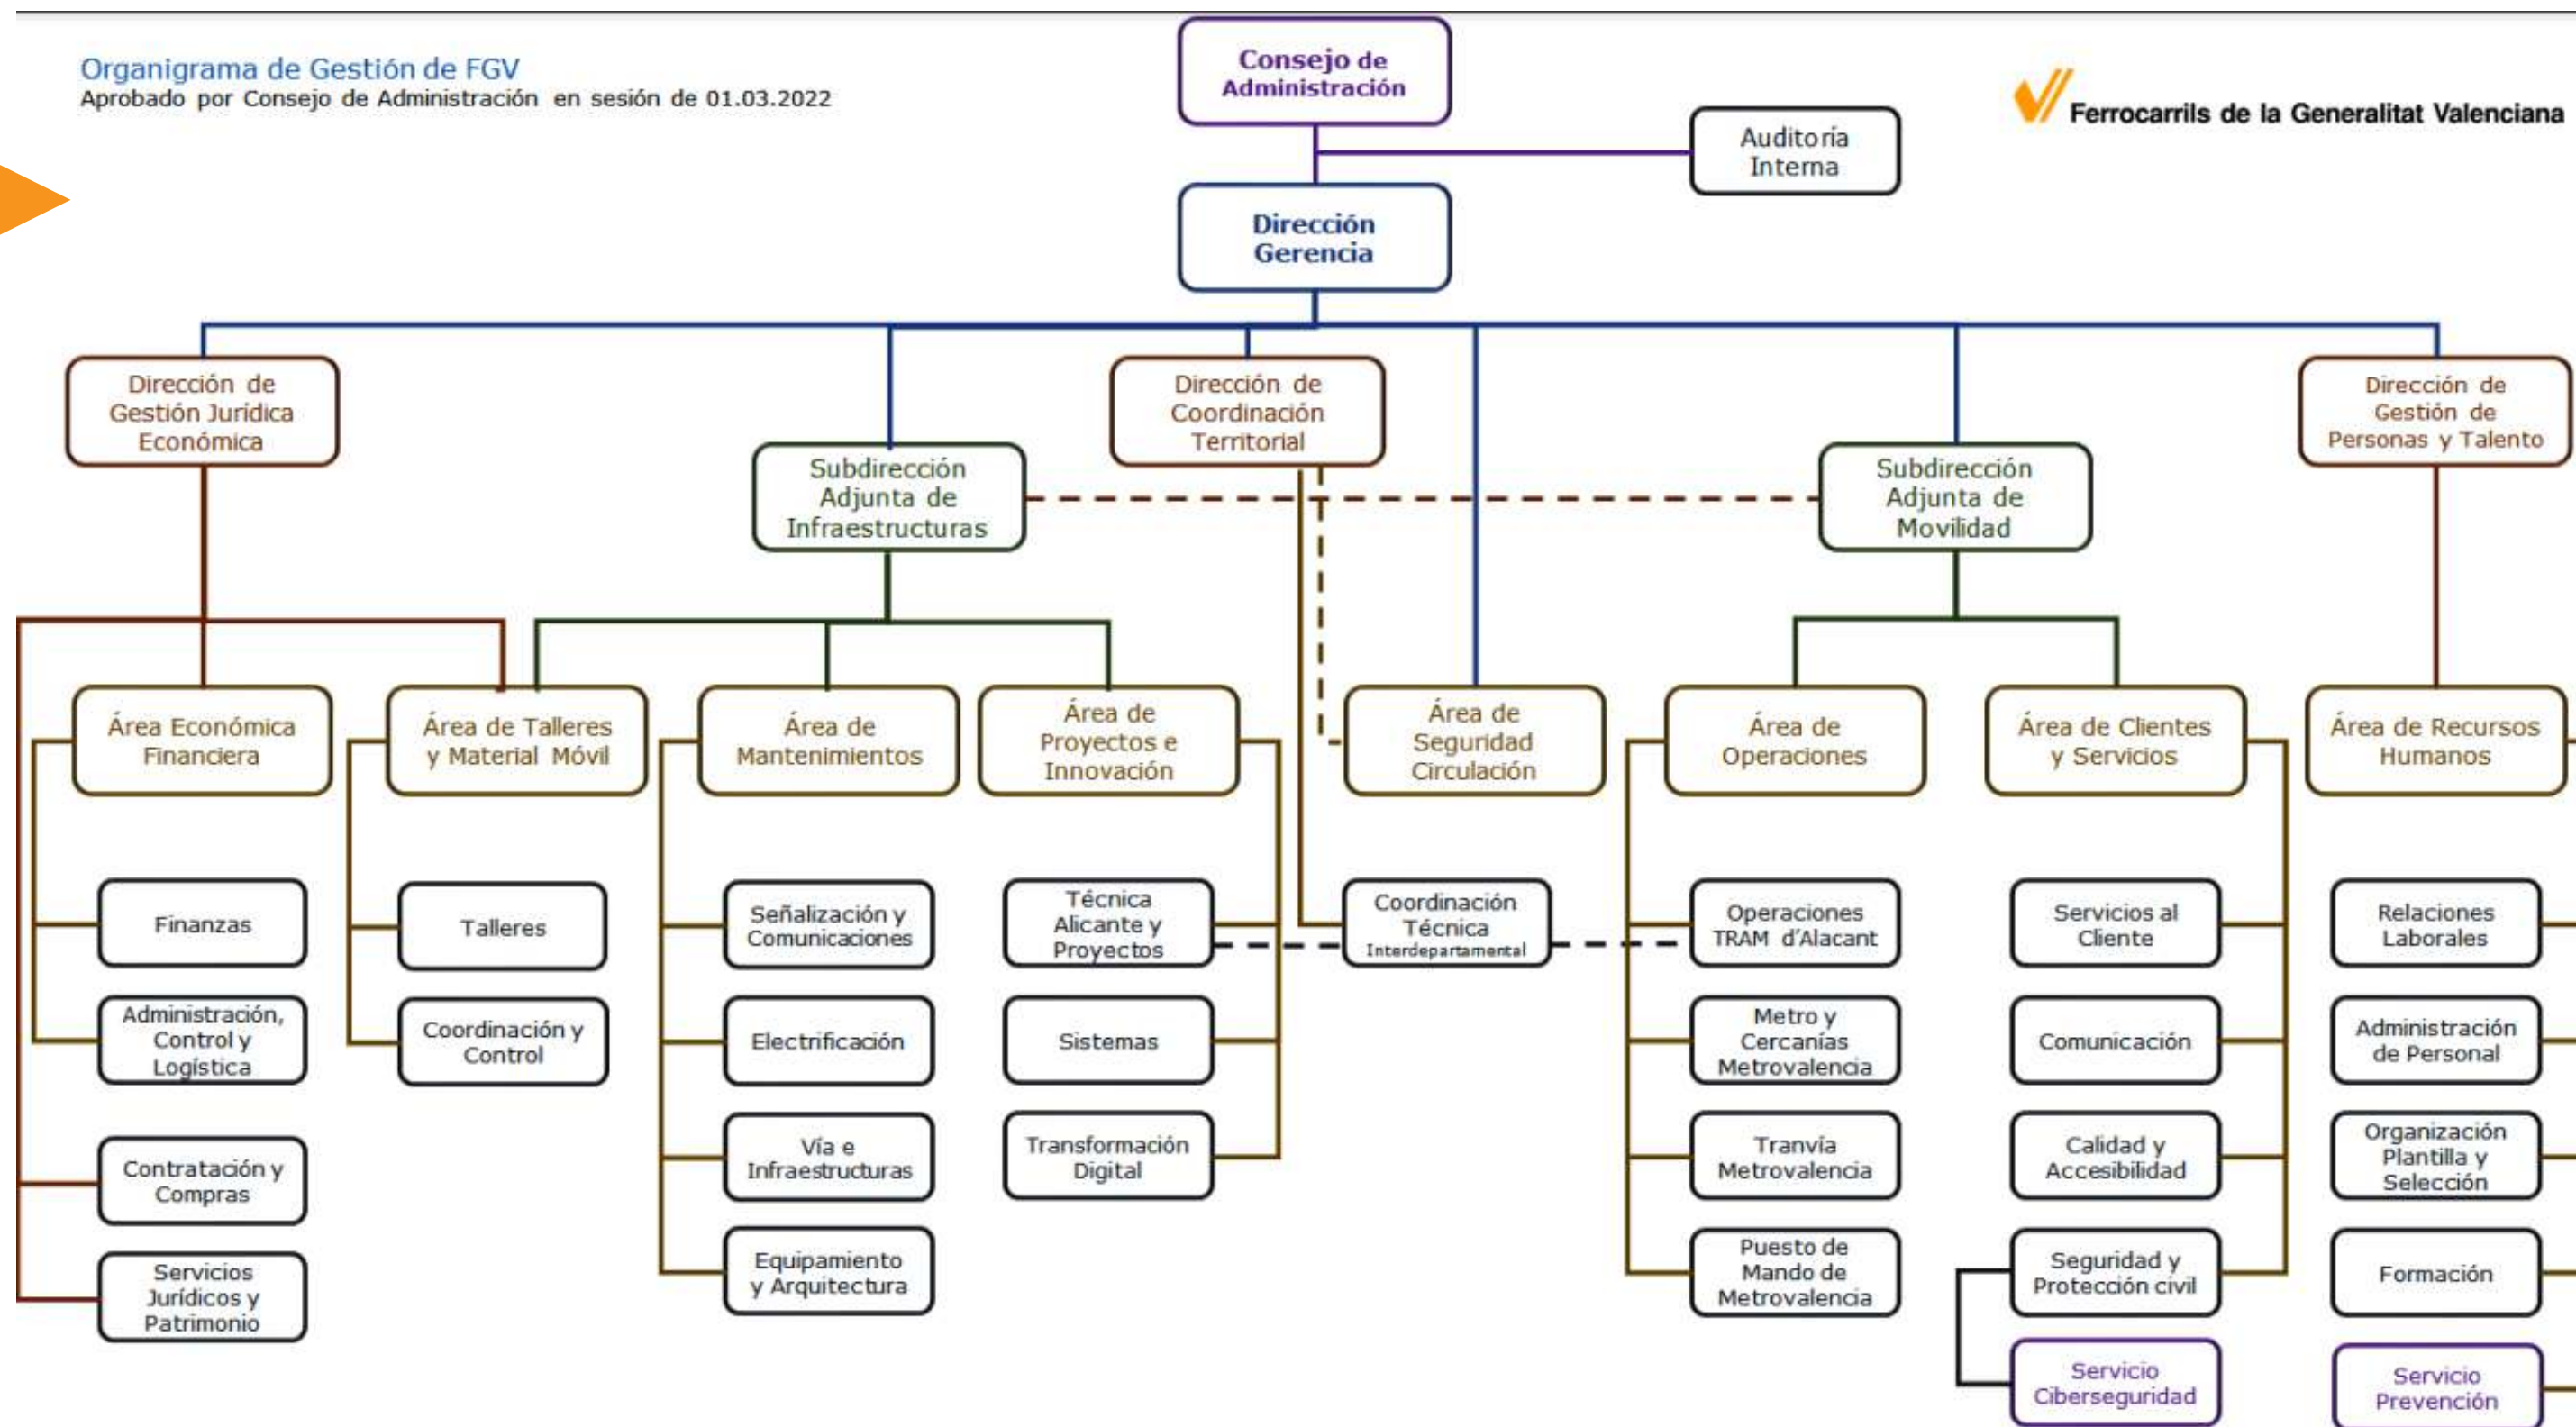 Organigrama de Gestión de FGV
Aprobado por Consejo de Administración en sesión de 01.03.2022
Consejo de
Administración
Ferrocarrils de la Generalitat Valenciana
Auditoría
Interna
Dirección
Gerencia
Dirección de
Gestión Jurídica
Económica
Dirección de
Coordinación
Territorial
Dirección de
Gestión de
Personas y Talento
Subdirección
Adjunta de
Infraestructuras
Subdirección
Adjunta de
Movilidad
Área Económica
Financiera
Área de Talleres
y Material Móvil
Área de
Mantenimientos
Área de
Proyectos e
Innovación
Área de
Seguridad
Circulación
Área de
Operaciones
Área de Clientes
y Servicios
Área de Recursos
Humanos
Finanzas
Talleres
Señalización y
Comunicaciones
Técnica
Alicante y
Proyectos
Coordinación
Técnica
Interdepartamental
Operaciones
TRAM d'Alacant
Servicios al
Cliente
Relaciones
Laborales
Administración,
Control y
Logística
Coordinación y
Control
Electrificación
Sistemas
Metro y
Cercanías
Metrovalencia
Comunicación
Administración
de Personal
Contratación y
Compras
Vía e
Infraestructuras
Transformación
Digital
Tranvía
Metrovalencia
Calidad y
Accesibilidad
Organización
Plantilla y
Selección
Servicios
Jurídicos y
Patrimonio
Equipamiento
y Arquitectura
Puesto de
Mando de
Metrovalencia
Seguridad y
Protección civil
Formación
Servicio
Ciberseguridad
Servicio
Prevención